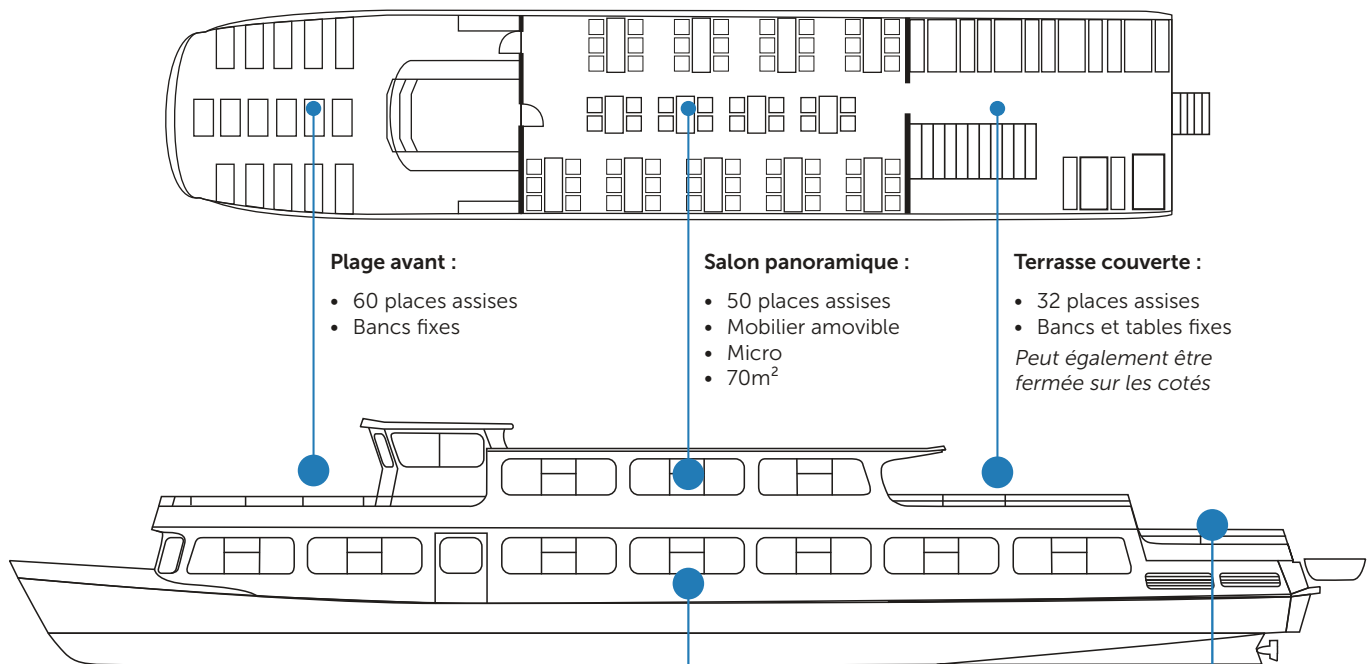 Plage avant :
• 60 places assises
• Bancs fixes
Salon panoramique :
• 50 places assises
• Mobilier amovible
• Micro
• 70m²
Terrasse couverte :
• 32 places assises
• Bancs et tables fixes
Peut également être
fermée sur les cotés